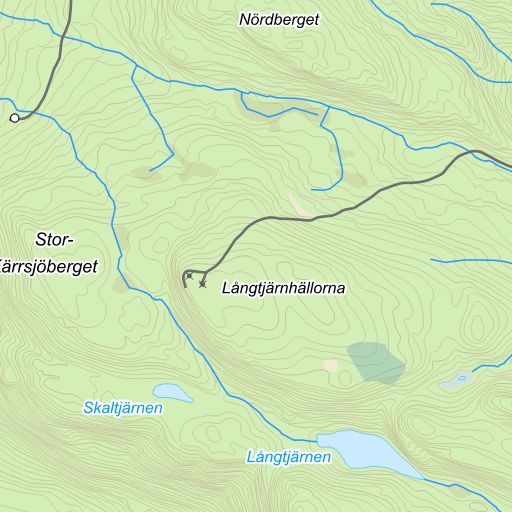 Nördberget
Stor-
Kärrsjöberget
Långtjärnhällorna
Skaltjärnen
Långtjärnen